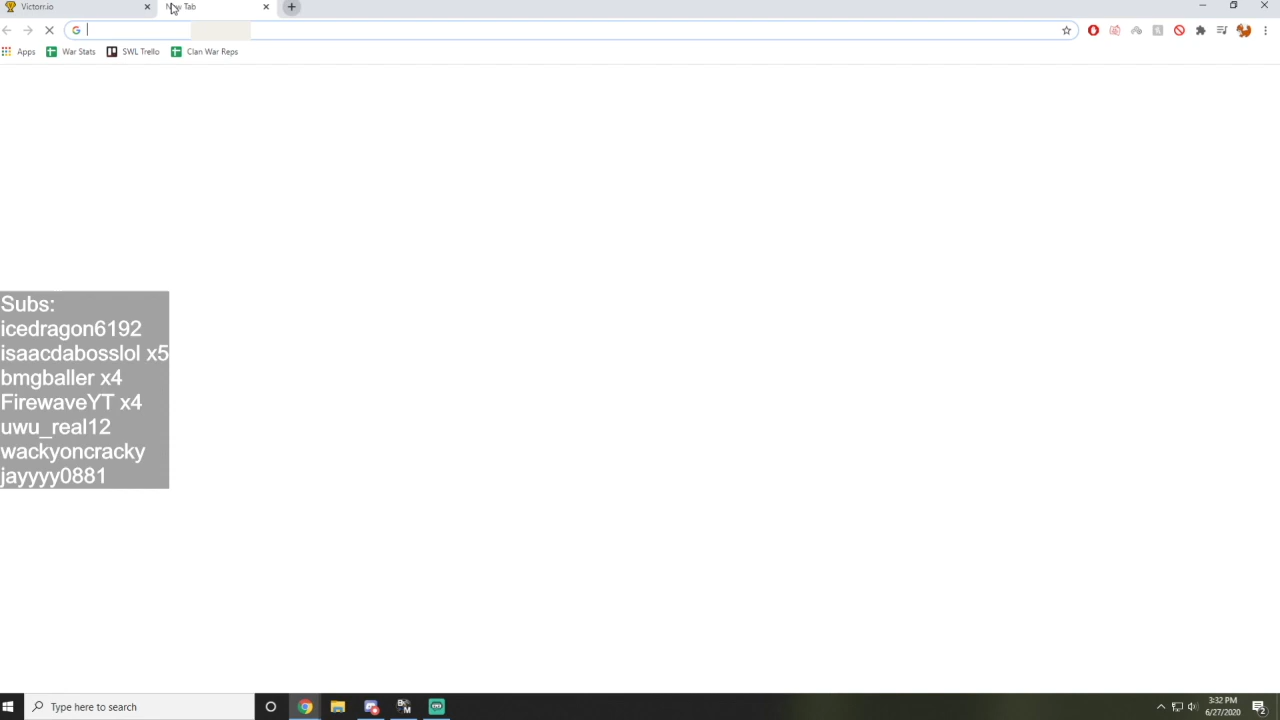 Victorr.io
New Tab
Apps
War Stats
SWL Trello
Clan War Reps
Subs:
icedragon6192
isaacdabosslol x5
bmgballer x4
FirewaveYT x4
uwu_real12
wackyoncracky
jayyyy0881
Type here to search
3:32 PM
6/27/2020
2